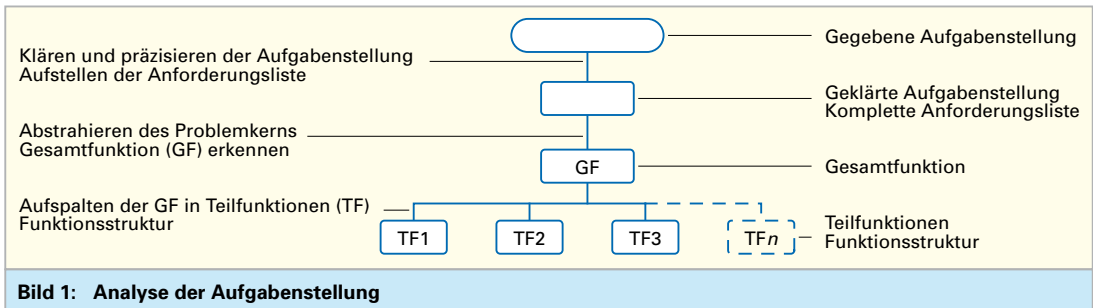 Klären und präzisieren der Aufgabenstellung
Aufstellen der Anforderungsliste
Gegebene Aufgabenstellung
Geklärte Aufgabenstellung
Komplette Anforderungsliste
Abstrahieren des Problemkerns
Gesamtfunktion (GF) erkennen
GF
Gesamtfunktion
Aufspalten der GF in Teilfunktionen (TF)
Funktionsstruktur
TF1
TF2
TF3
TFn
Teilfunktionen
Funktionsstruktur
Bild 1: Analyse der Aufgabenstellung